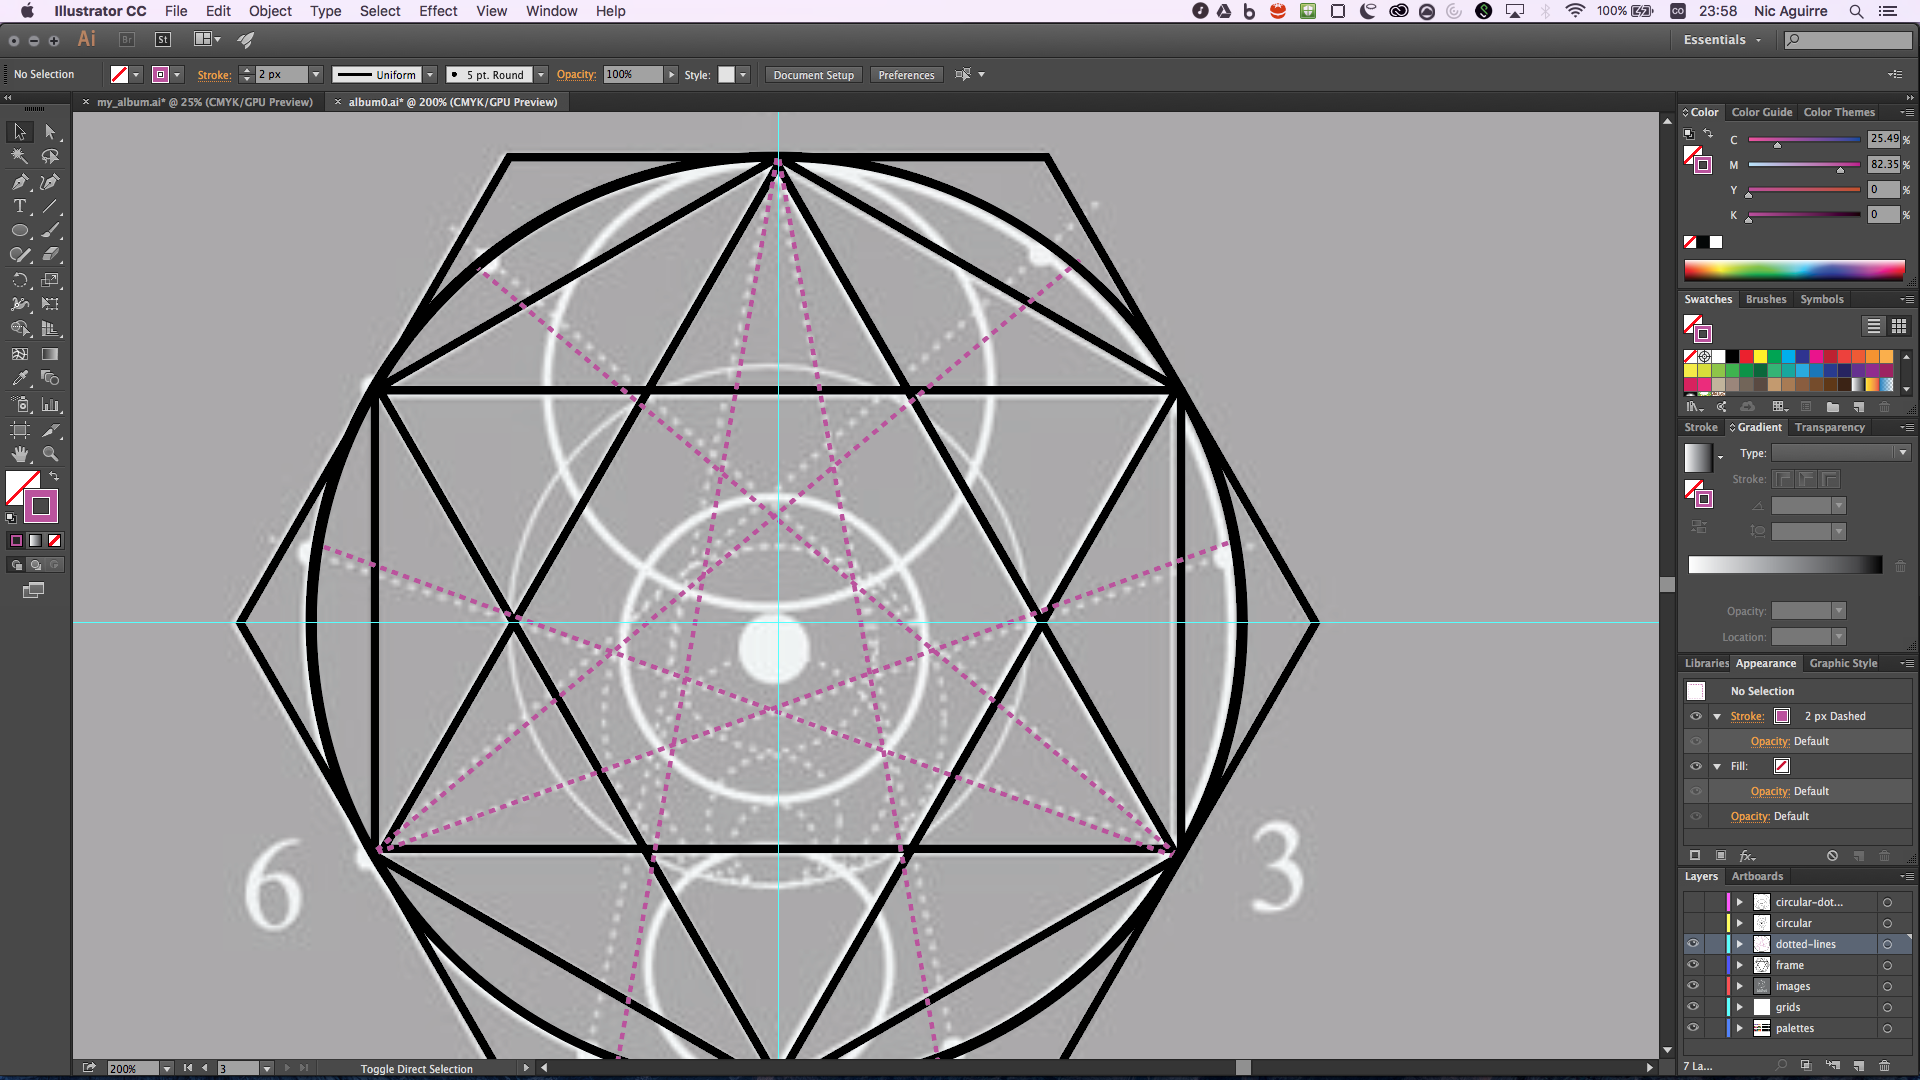 Illustrator CC File Edit Object Type Select Effect View Window Help 100% 23:58 Nic Aguirre
Ai Br St Essentials
No Selection Stroke: 2 px Uniform 5 pt. Round Opacity: 100% Style: Document Setup Preferences
my_album.ai* @ 25% (CMYK/GPU Preview) album0.ai* @ 200% (CMYK/GPU Preview)
Color Color Guide Color Themes
C 25.49 %
M 82.35 %
Y 0 %
K 0 %
Swatches Brushes Symbols
Stroke Gradient Transparency
Type:
Stroke:
Opacity:
Location:
Libraries Appearance Graphic Style
No Selection
Stroke: 2 px Dashed
Opacity: Default
Fill:
Opacity: Default
Opacity: Default
6
3
Layers Artboards
circular-dot...
circular
dotted-lines
frame
images
grids
palettes
7 La...
200% 3 Toggle Direct Selection